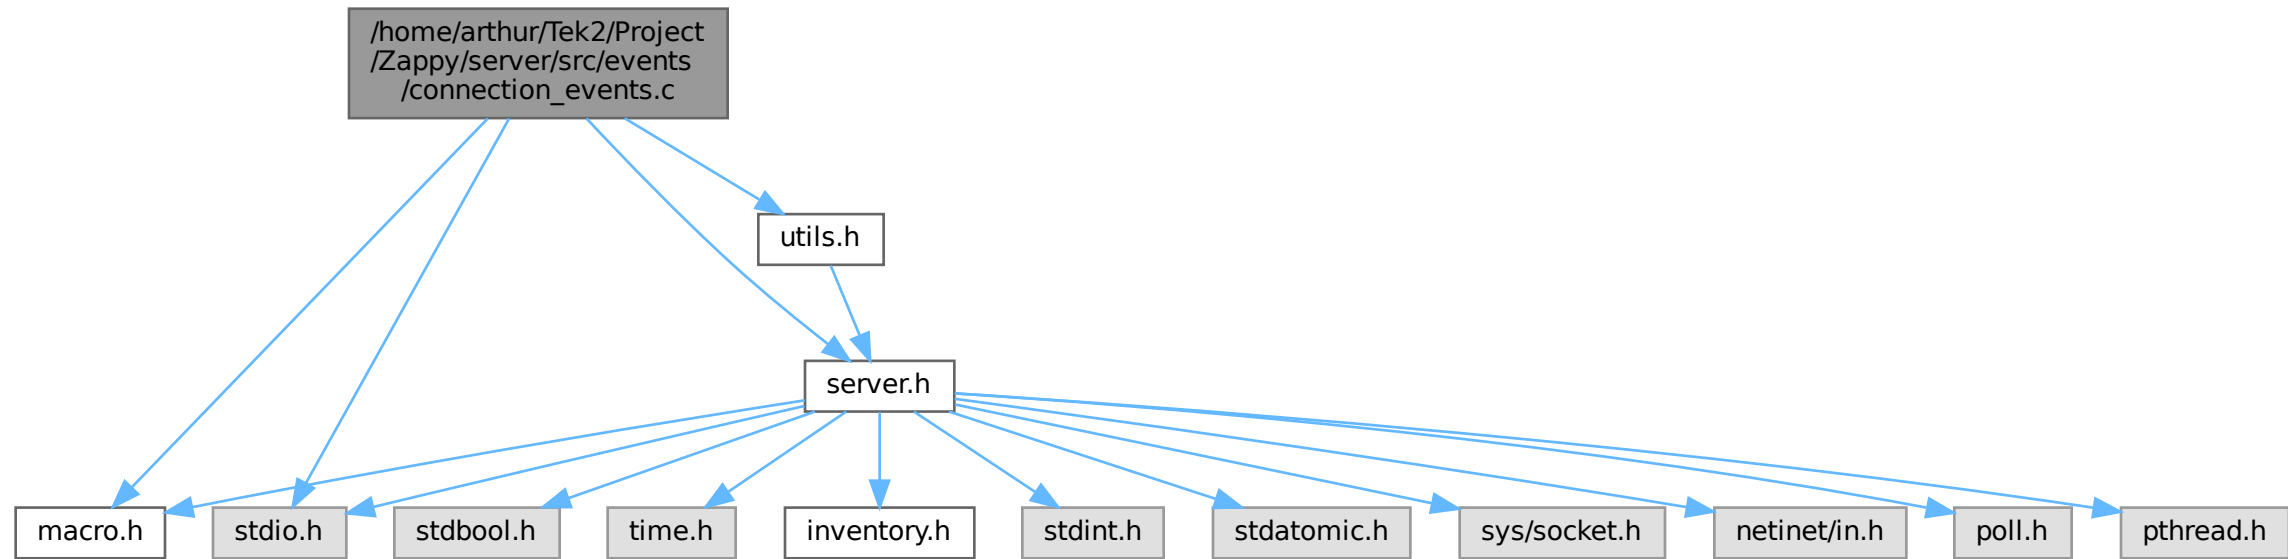 /home/arthur/Tek2/Project
/Zappy/server/src/events
/connection_events.c
utils.h
server.h
macro.h
stdio.h
stdbool.h
time.h
inventory.h
stdint.h
stdatomic.h
sys/socket.h
netinet/in.h
poll.h
pthread.h